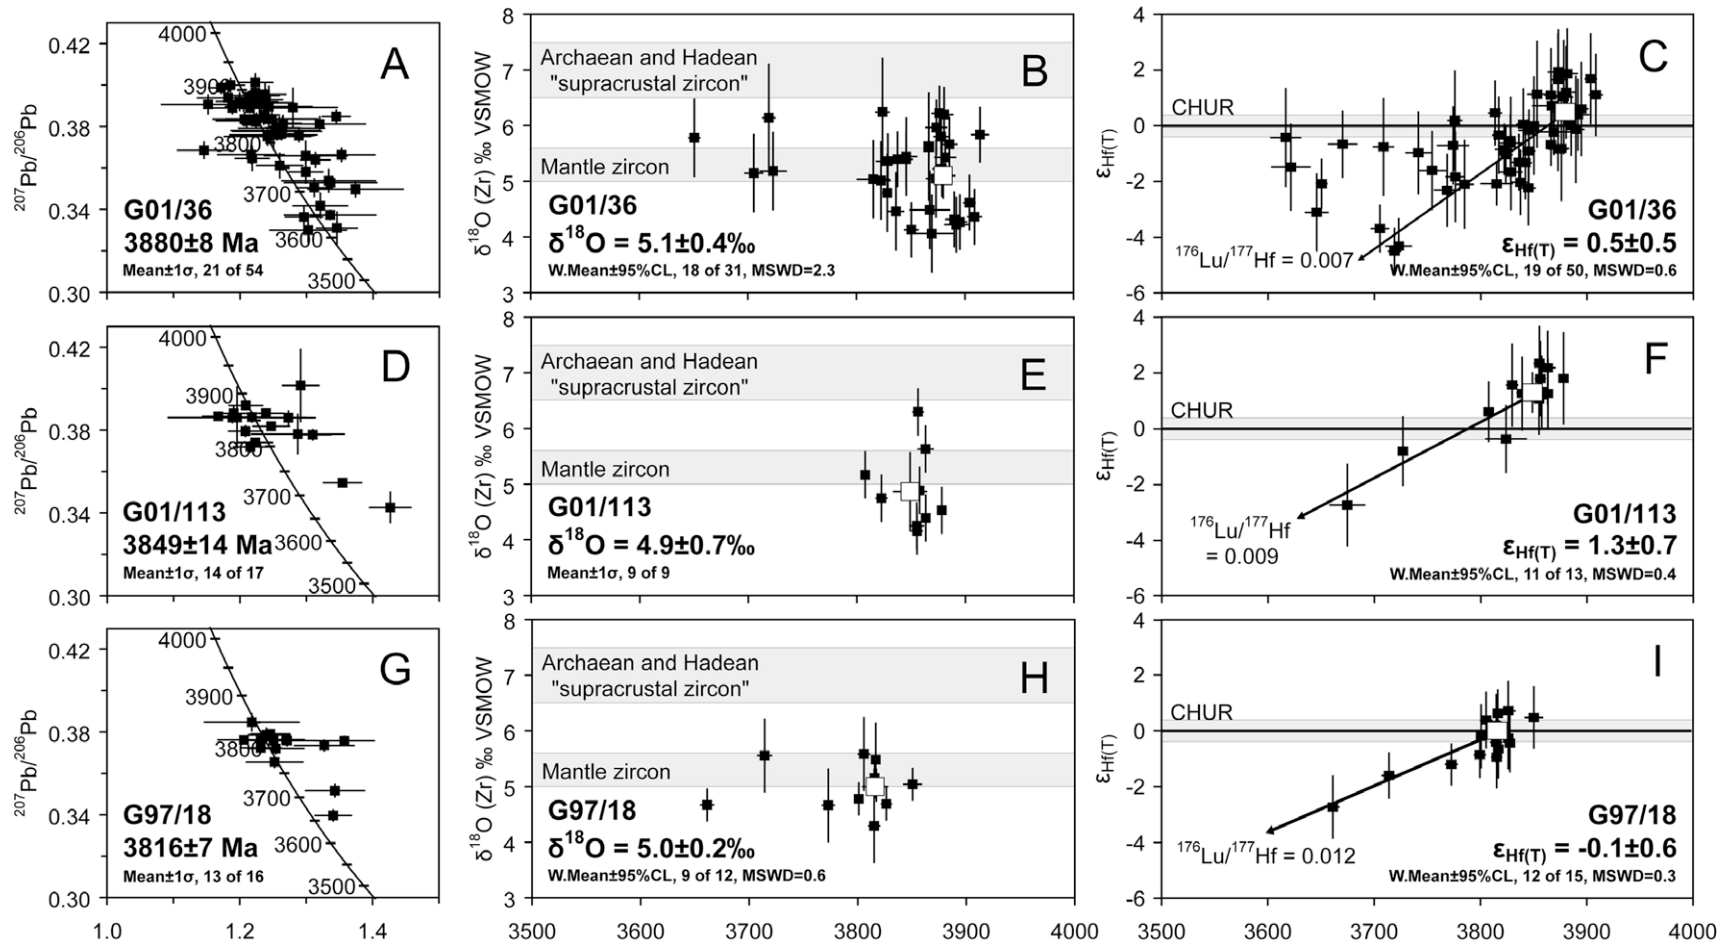 A
0.42
0.38
0.34
0.30
²⁰⁷Pb/²⁰⁶Pb
4000
3900
3800
3700
3600
3500
G01/36
3880±8 Ma
Mean±1σ, 21 of 54
B
8
7
6
5
4
3
δ¹⁸O (Zr) ‰ VSMOW
Archaean and Hadean
"supracrustal zircon"
Mantle zircon
G01/36
δ¹⁸O = 5.1±0.4‰
W.Mean±95%CL, 18 of 31, MSWD=2.3
3500
3600
3700
3800
3900
4000
C
4
2
0
-2
-4
-6
εHf(T)
CHUR
¹⁷⁶Lu/¹⁷⁷Hf = 0.007
G01/36
εHf(T) = 0.5±0.5
W.Mean±95%CL, 19 of 50, MSWD=0.6
3500
3600
3700
3800
3900
4000
D
0.42
0.38
0.34
0.30
²⁰⁷Pb/²⁰⁶Pb
4000
3900
3800
3700
3600
3500
G01/113
3849±14 Ma
Mean±1σ, 14 of 17
E
8
7
6
5
4
3
δ¹⁸O (Zr) ‰ VSMOW
Archaean and Hadean
"supracrustal zircon"
Mantle zircon
G01/113
δ¹⁸O = 4.9±0.7‰
Mean±1σ, 9 of 9
F
4
2
0
-2
-4
-6
εHf(T)
CHUR
¹⁷⁶Lu/¹⁷⁷Hf
= 0.009
G01/113
εHf(T) = 1.3±0.7
W.Mean±95%CL, 11 of 13, MSWD=0.4
G
0.42
0.38
0.34
0.30
²⁰⁷Pb/²⁰⁶Pb
4000
3900
3800
3700
3600
3500
G97/18
3816±7 Ma
Mean±1σ, 13 of 16
1.0
1.2
1.4
H
8
7
6
5
4
3
δ¹⁸O (Zr) ‰ VSMOW
Archaean and Hadean
"supracrustal zircon"
Mantle zircon
G97/18
δ¹⁸O = 5.0±0.2‰
W.Mean±95%CL, 9 of 12, MSWD=0.6
3500
3600
3700
3800
3900
4000
I
4
2
0
-2
-4
-6
εHf(T)
CHUR
¹⁷⁶Lu/¹⁷⁷Hf = 0.012
G97/18
εHf(T) = -0.1±0.6
W.Mean±95%CL, 12 of 15, MSWD=0.3
3500
3600
3700
3800
3900
4000